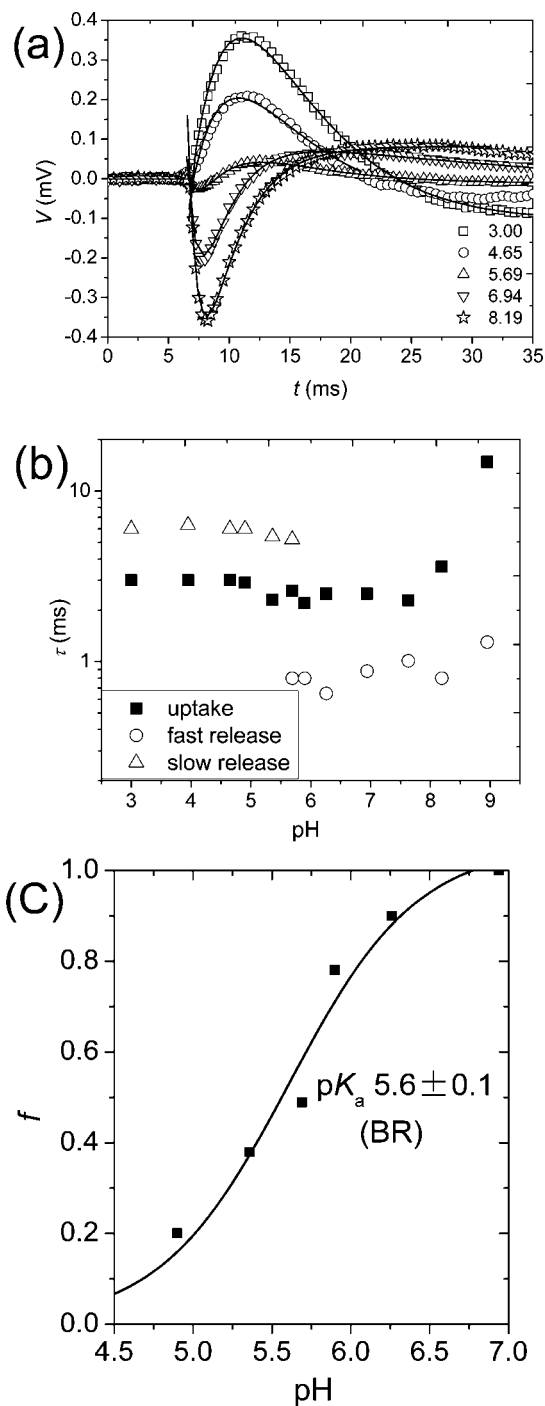 (a)
0.4
0.3
0.2
0.1
0.0
-0.1
-0.2
-0.3
-0.4
V (mV)
3.00
4.65
5.69
6.94
8.19
0 5 10 15 20 25 30 35
t (ms)
(b)
10
1
τ (ms)
uptake
fast release
slow release
3 4 5 6 7 8 9
pH
(C)
1.0
0.8
0.6
0.4
0.2
0.0
f
pKa 5.6 ± 0.1
(BR)
4.5 5.0 5.5 6.0 6.5 7.0
pH